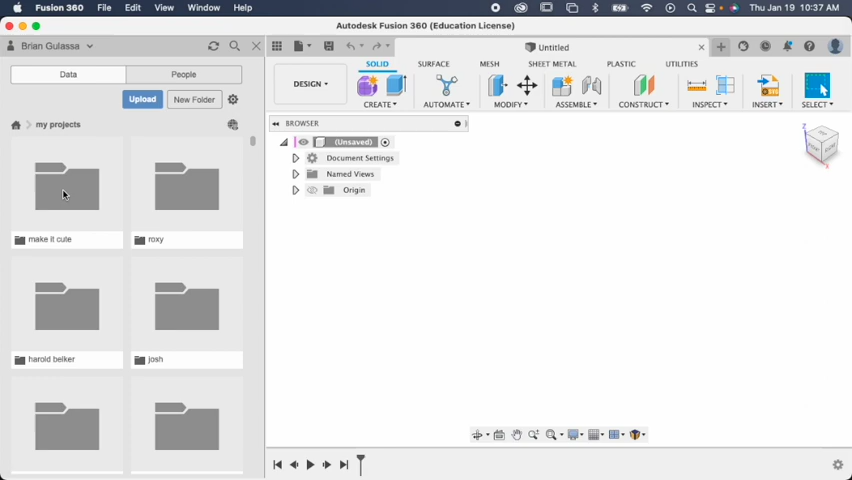 Fusion 360 File Edit View Window Help Thu Jan 19 10:37 AM
Autodesk Fusion 360 (Education License)
Brian Gulassa
Untitled
Data People
SOLID SURFACE MESH SHEET METAL PLASTIC UTILITIES
DESIGN
Upload New Folder
CREATE AUTOMATE MODIFY ASSEMBLE CONSTRUCT INSPECT INSERT SELECT
my projects
BROWSER
(Unsaved)
Document Settings
Named Views
Origin
make it cute roxy
harold belker josh